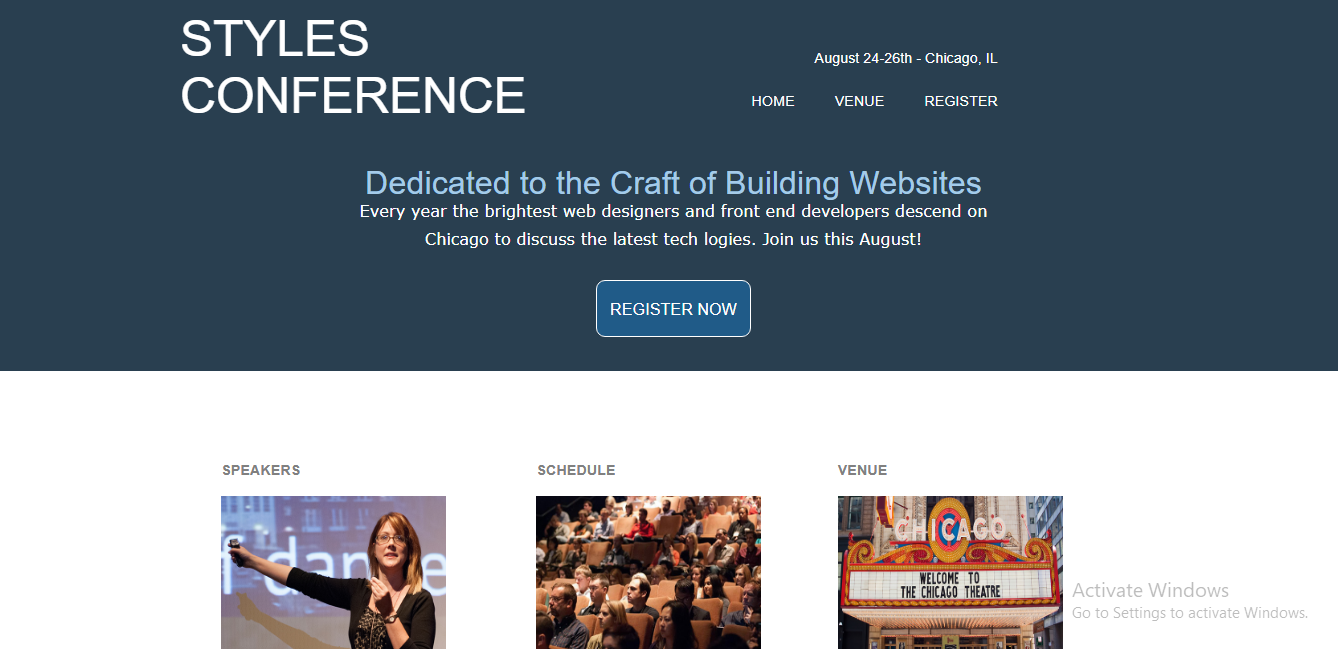 STYLES
CONFERENCE
August 24-26th - Chicago, IL
HOME VENUE REGISTER
Dedicated to the Craft of Building Websites
Every year the brightest web designers and front end developers descend on
Chicago to discuss the latest tech logies. Join us this August!
REGISTER NOW
SPEAKERS SCHEDULE VENUE
f dan e
CHICAGO
WELCOME TO
THE CHICAGO THEATRE
Activate Windows
Go to Settings to activate Windows.